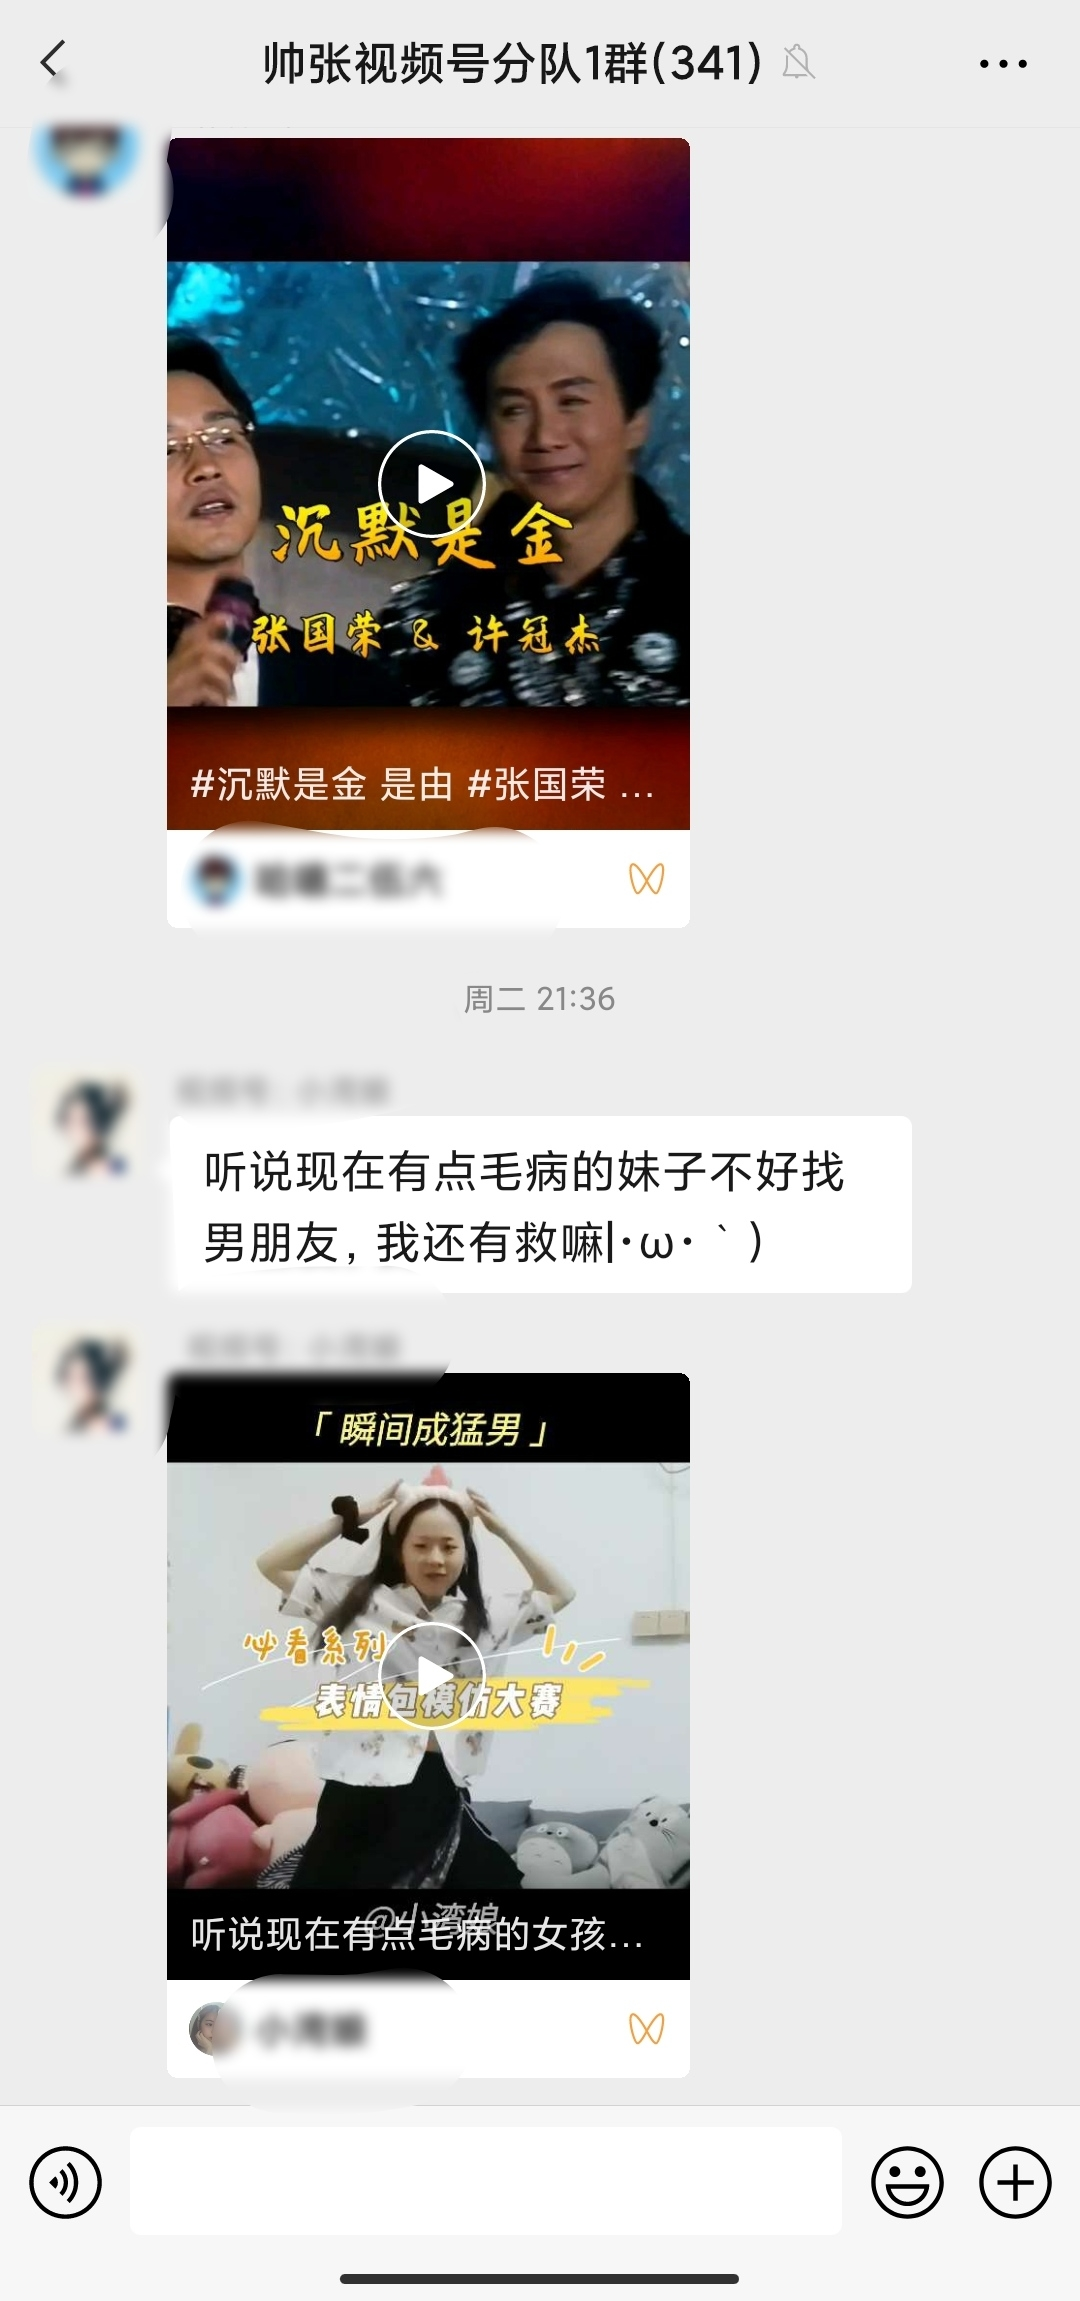 帅张视频号分队1群(341)
沉默是金
张国荣 & 许冠杰
#沉默是金 是由 #张国荣 ...
周二 21:36
听说现在有点毛病的妹子不好找
男朋友，我还有救嘛|･ω･｀)
「瞬间成猛男」
必看系列
表情包模仿大赛
@小湾娘
听说现在有点毛病的女孩...